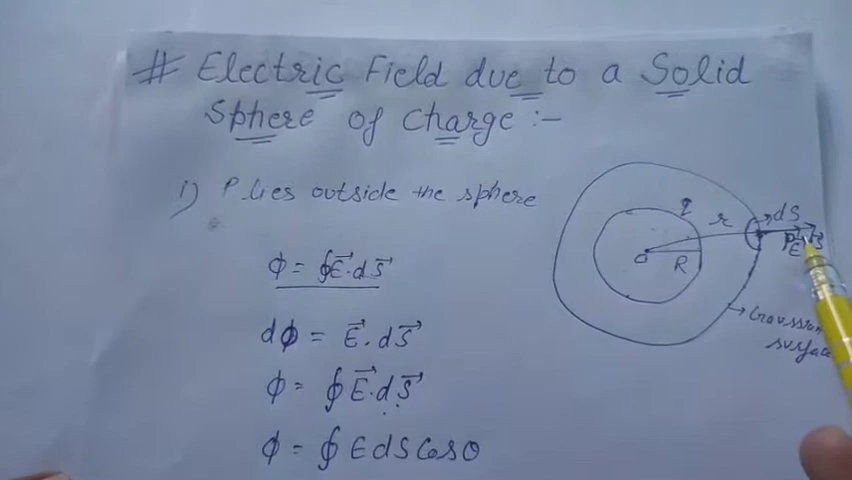 # Electric Field due to a Solid
Sphere of charge :-
i) P lies outside the sphere
ϕ = ∮E⃗·dS⃗
dϕ = E⃗ . dS⃗
ϕ = ∮E⃗.dS⃗
ϕ = ∮ E dS Cosθ
q
r
dS
P
E⃗
O
R
Gaussian
surface